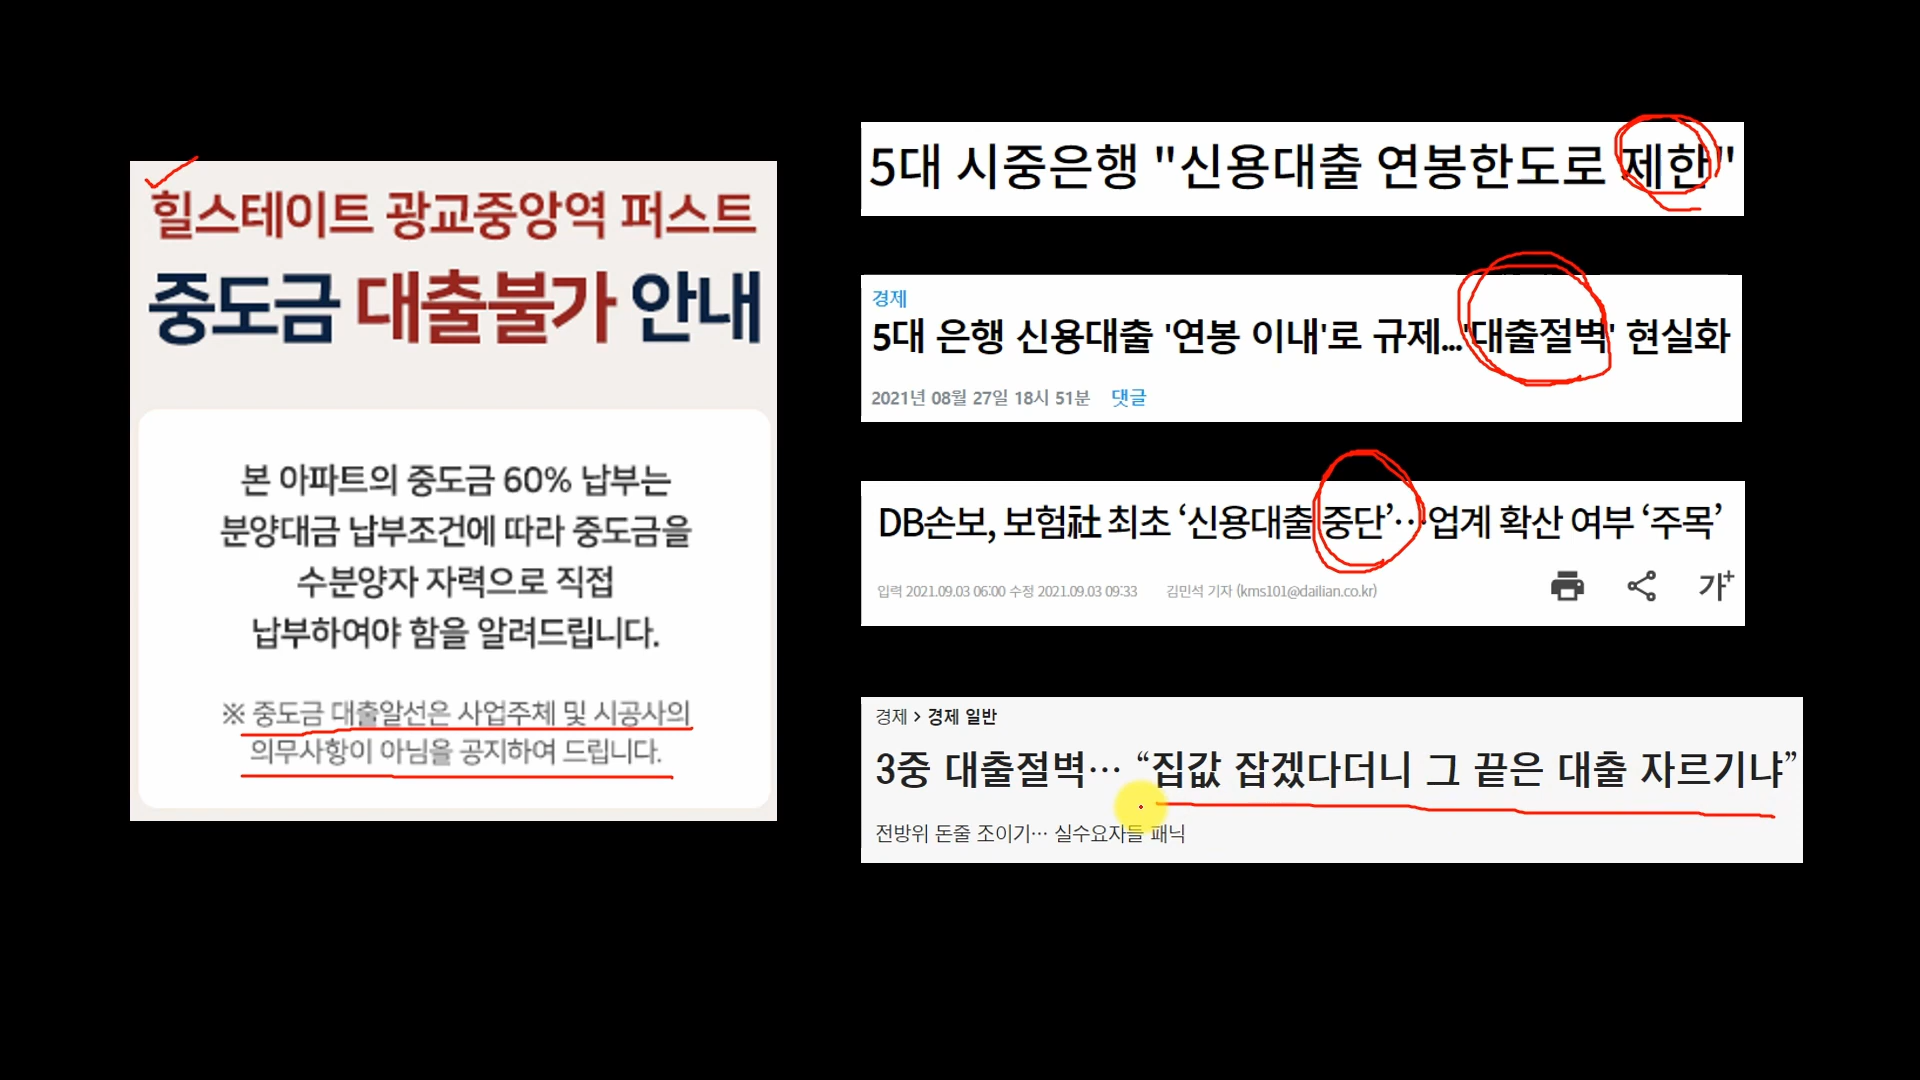 힐스테이트 광교중앙역 퍼스트
중도금 대출불가 안내
본 아파트의 중도금 60% 납부는
분양대금 납부조건에 따라 중도금을
수분양자 자력으로 직접
납부하여야 함을 알려드립니다.
※ 중도금 대출알선은 사업주체 및 시공사의
의무사항이 아님을 공지하여 드립니다.
5대 시중은행 "신용대출 연봉한도로 제한"
경제
5대 은행 신용대출 '연봉 이내'로 규제...'대출절벽' 현실화
2021년 08월 27일 18시 51분 댓글
DB손보, 보험社 최초 ‘신용대출 중단’…업계 확산 여부 ‘주목’
입력 2021.09.03 06:00 수정 2021.09.03 09:33 김민석 기자 (kms101@dailian.co.kr)
가+
경제 > 경제 일반
3중 대출절벽… “집값 잡겠다더니 그 끝은 대출 자르기냐”
전방위 돈줄 조이기… 실수요자들 패닉